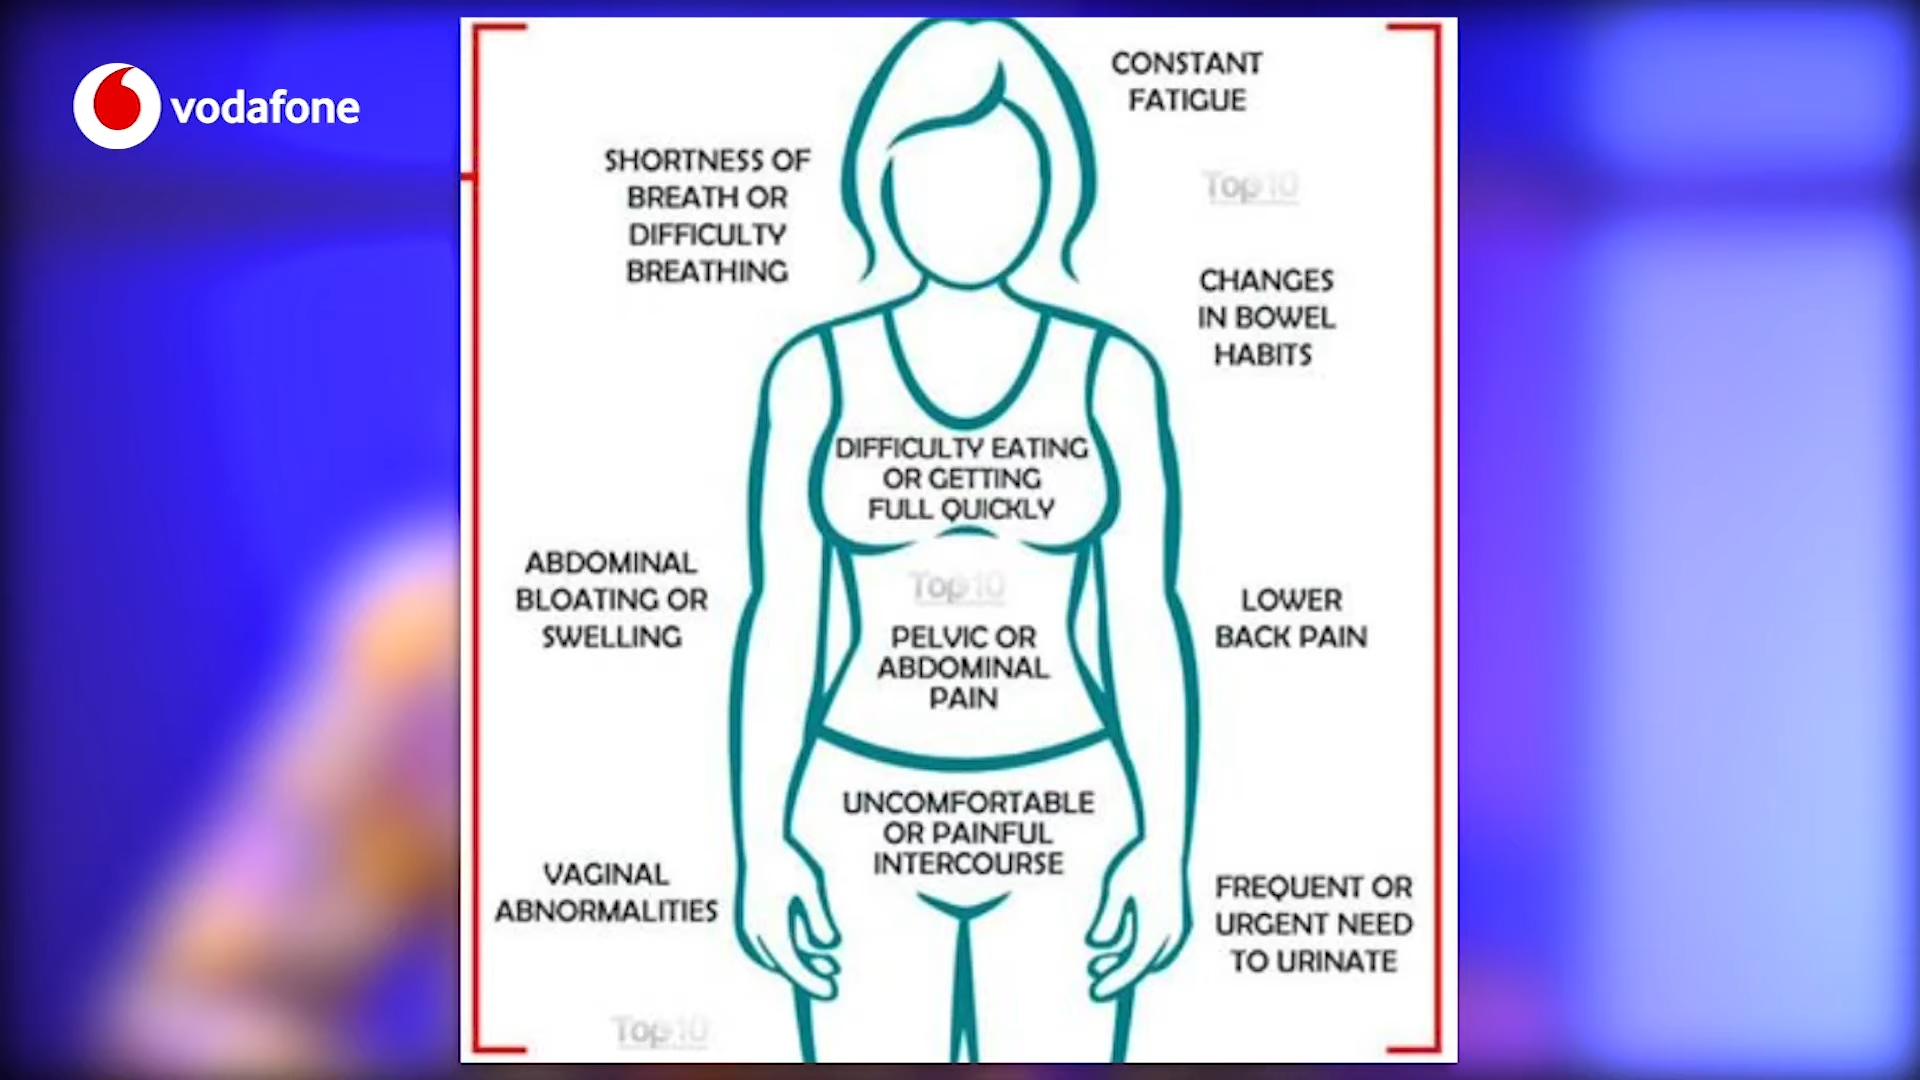 vodafone
CONSTANT
FATIGUE
SHORTNESS OF
BREATH OR
DIFFICULTY
BREATHING
Top10
CHANGES
IN BOWEL
HABITS
DIFFICULTY EATING
OR GETTING
FULL QUICKLY
ABDOMINAL
BLOATING OR
SWELLING
Top10
PELVIC OR
ABDOMINAL
PAIN
LOWER
BACK PAIN
UNCOMFORTABLE
OR PAINFUL
INTERCOURSE
VAGINAL
ABNORMALITIES
FREQUENT OR
URGENT NEED
TO URINATE
Top10